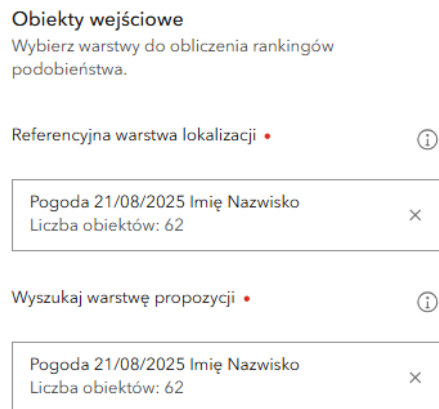 Obiekty wejściowe
Wybierz warstwy do obliczenia rankingów
podobieństwa.
Referencyjna warstwa lokalizacji •
Pogoda 21/08/2025 Imię Nazwisko
Liczba obiektów: 62
Wyszukaj warstwę propozycji •
Pogoda 21/08/2025 Imię Nazwisko
Liczba obiektów: 62